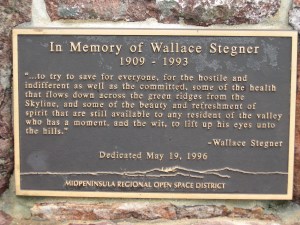 In Memory of Wallace Stegner
1909 - 1993
"...to try to save for everyone, for the hostile and
indifferent as well as the committed, some of the health
that flows down across the green ridges from the
Skyline, and some of the beauty and refreshment of
spirit that are still available to any resident of the valley
who has a moment, and the wit, to lift up his eyes unto
the hills."
-Wallace Stegner
Dedicated May 19, 1996
MIDPENINSULA REGIONAL OPEN SPACE DISTRICT